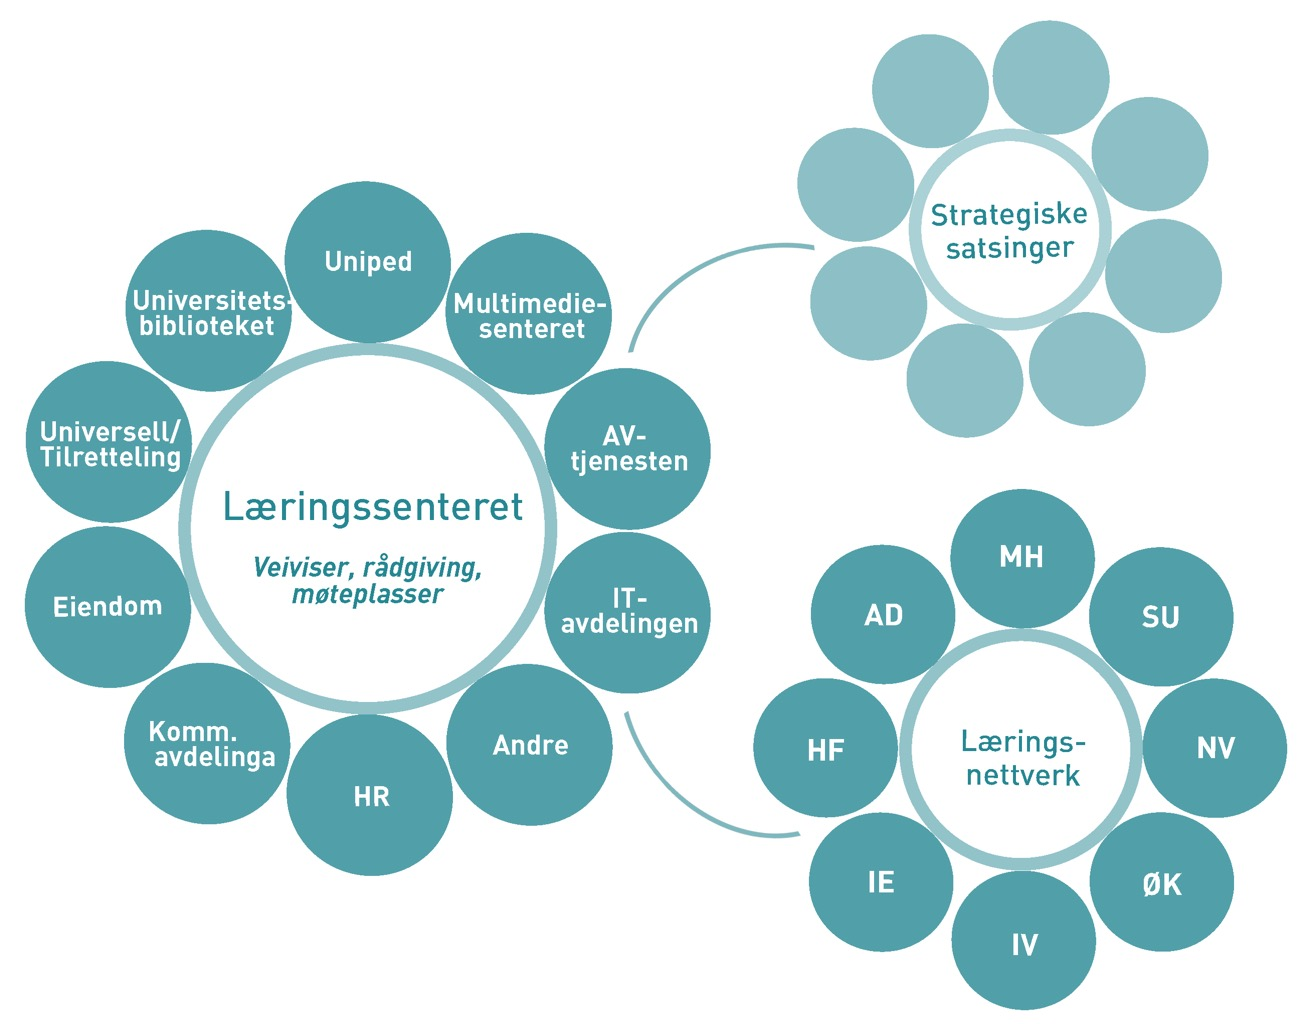 Læringssenteret
Veiviser, rådgiving,
møteplasser
Uniped
Multimedie-
senteret
AV-
tjenesten
IT-
avdelingen
Andre
HR
Komm.
avdelinga
Eiendom
Universell/
Tilretteling
Universitets-
biblioteket
Strategiske
satsinger
Lærings-
nettverk
MH
SU
NV
ØK
IV
IE
HF
AD